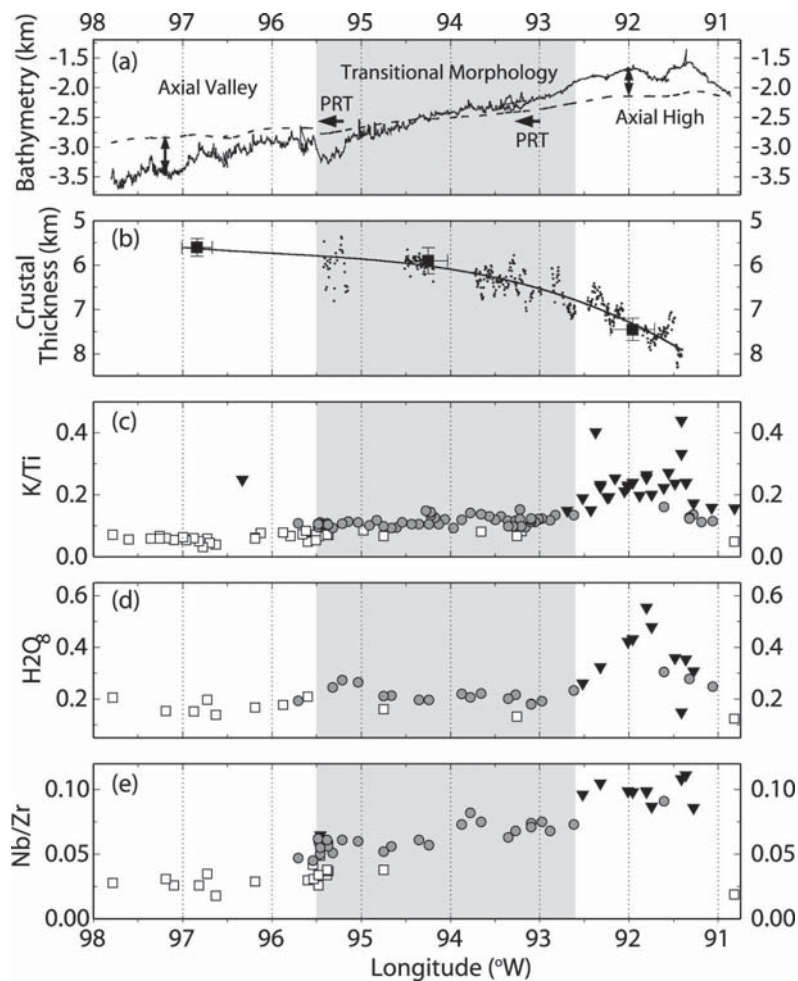 98 97 96 95 94 93 92 91
(a)
Bathymetry (km)
-1.5 -1.5
-2.0 -2.0
-2.5 -2.5
-3.0 -3.0
-3.5 -3.5
Axial Valley
Transitional Morphology
PRT
PRT
Axial High
(b)
Crustal
Thickness (km)
5 5
6 6
7 7
8 8
(c)
K/Ti
0.4 0.4
0.2 0.2
0.0 0.0
(d)
H2O8
0.6 0.6
0.4 0.4
0.2 0.2
(e)
Nb/Zr
0.10 0.10
0.05 0.05
0.00 0.00
98 97 96 95 94 93 92 91
Longitude (°W)